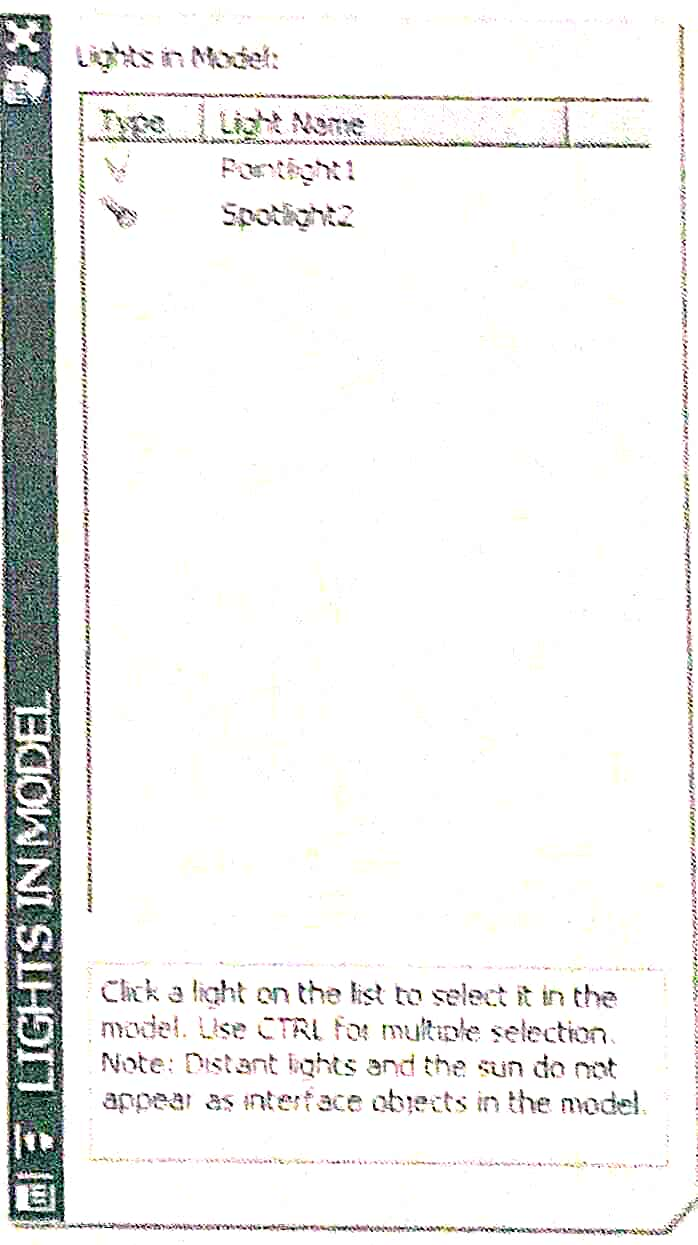 Lights in Model:
Type Light Name
Pointlight1
Spotlight2
LIGHTS IN MODEL
Click a light on the list to select it in the
model. Use CTRL for multiple selection.
Note: Distant lights and the sun do not
appear as interface objects in the model.